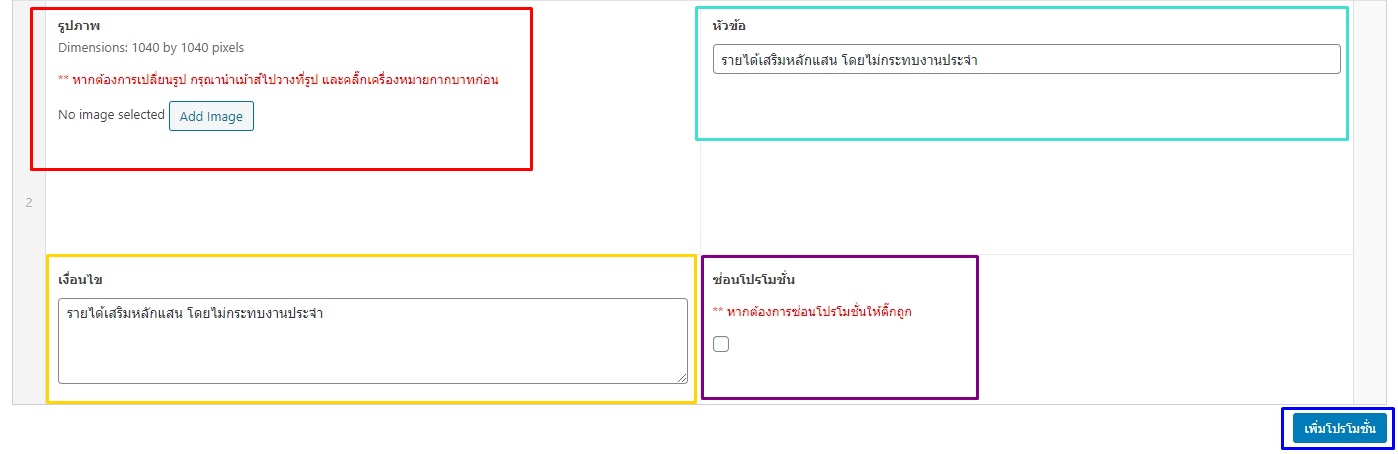 รูปภาพ
Dimensions: 1040 by 1040 pixels
** หากต้องการเปลี่ยนรูป กรุณานำเม้าส์ไปวางที่รูป และคลิ๊กเครื่องหมายกากบาทก่อน
No image selected Add Image
หัวข้อ
รายได้เสริมหลักแสน โดยไม่กระทบงานประจำ
2
เงื่อนไข
รายได้เสริมหลักแสน โดยไม่กระทบงานประจำ
ซ่อนโปรโมชั่น
** หากต้องการซ่อนโปรโมชั่นให้ติ๊กถูก
เพิ่มโปรโมชั่น